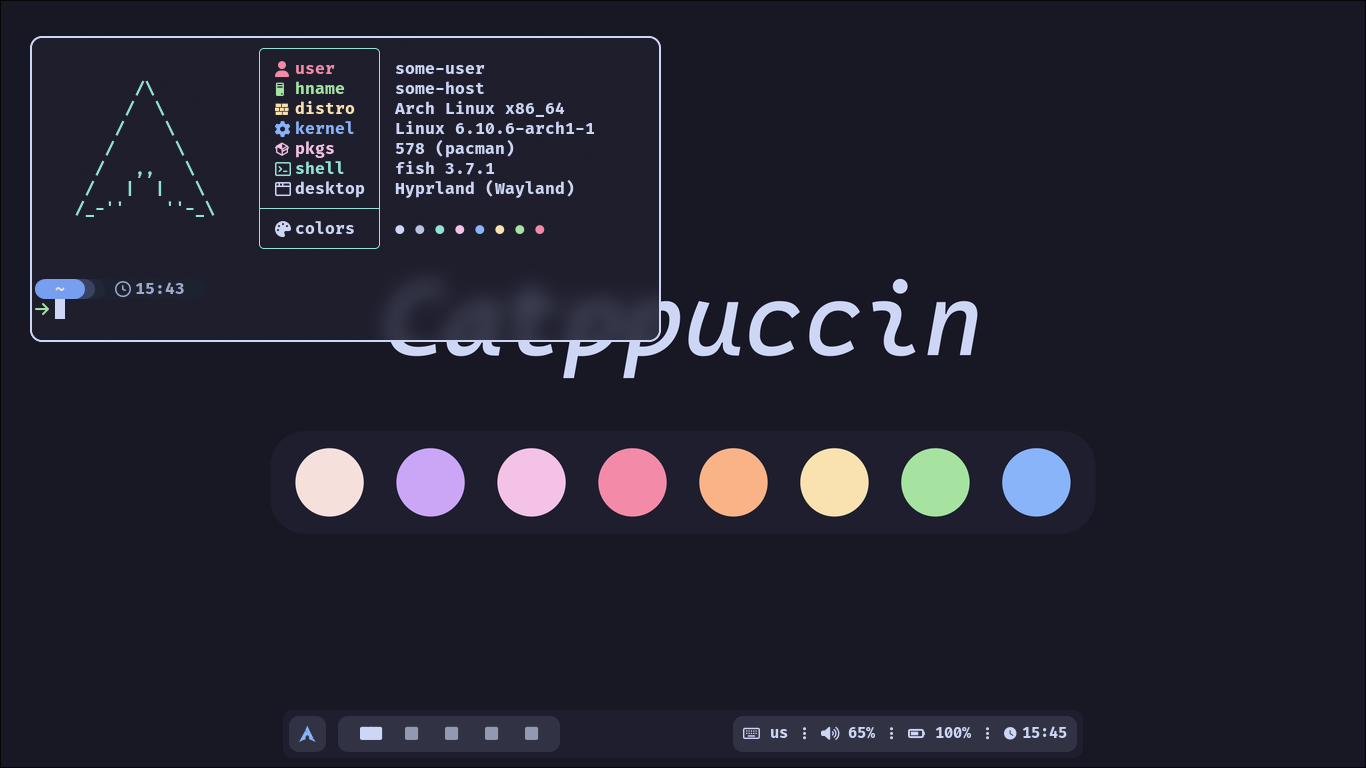 user some-user
hname some-host
distro Arch Linux x86_64
kernel Linux 6.10.6-arch1-1
pkgs 578 (pacman)
shell fish 3.7.1
desktop Hyprland (Wayland)
colors
~ 15:43
Catppuccin
us 65% 100% 15:45